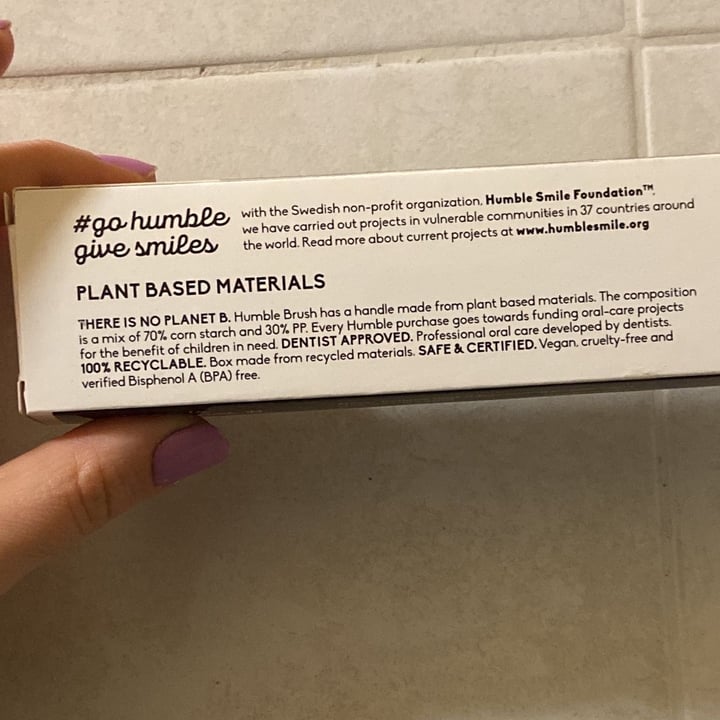 #go humble
give smiles
with the Swedish non-profit organization, Humble Smile Foundation™,
we have carried out projects in vulnerable communities in 37 countries around
the world. Read more about current projects at www.humblesmile.org
PLANT BASED MATERIALS
THERE IS NO PLANET B. Humble Brush has a handle made from plant based materials. The composition
is a mix of 70% corn starch and 30% PP. Every Humble purchase goes towards funding oral-care projects
for the benefit of children in need. DENTIST APPROVED. Professional oral care developed by dentists.
100% RECYCLABLE. Box made from recycled materials. SAFE & CERTIFIED. Vegan, cruelty-free and
verified Bisphenol A (BPA) free.